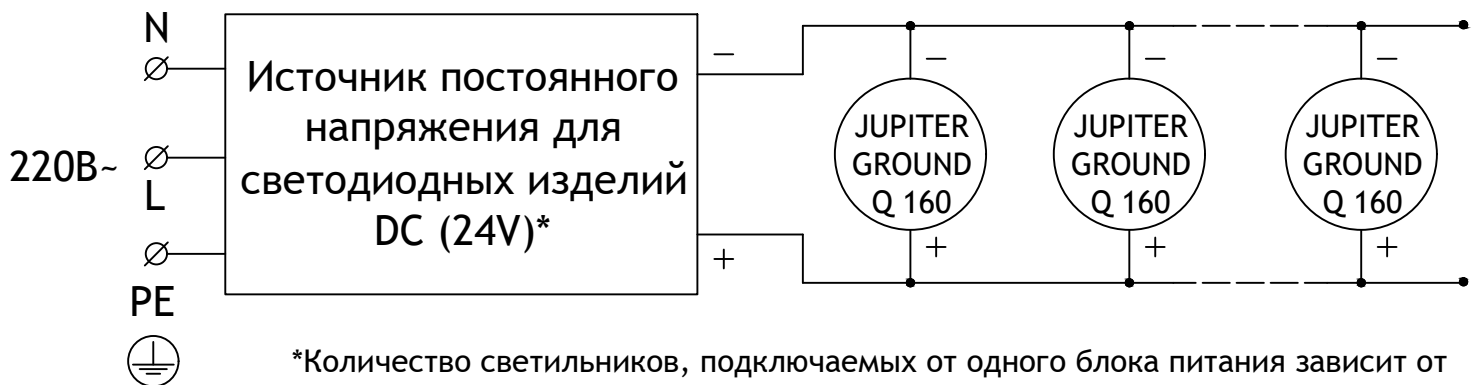 N
220В~
L
PE
Источник постоянного
напряжения для
светодиодных изделий
DC (24V)*
—
+
JUPITER
GROUND
Q 160
—
+
JUPITER
GROUND
Q 160
—
+
JUPITER
GROUND
Q 160
—
+
*Количество светильников, подключаемых от одного блока питания зависит от